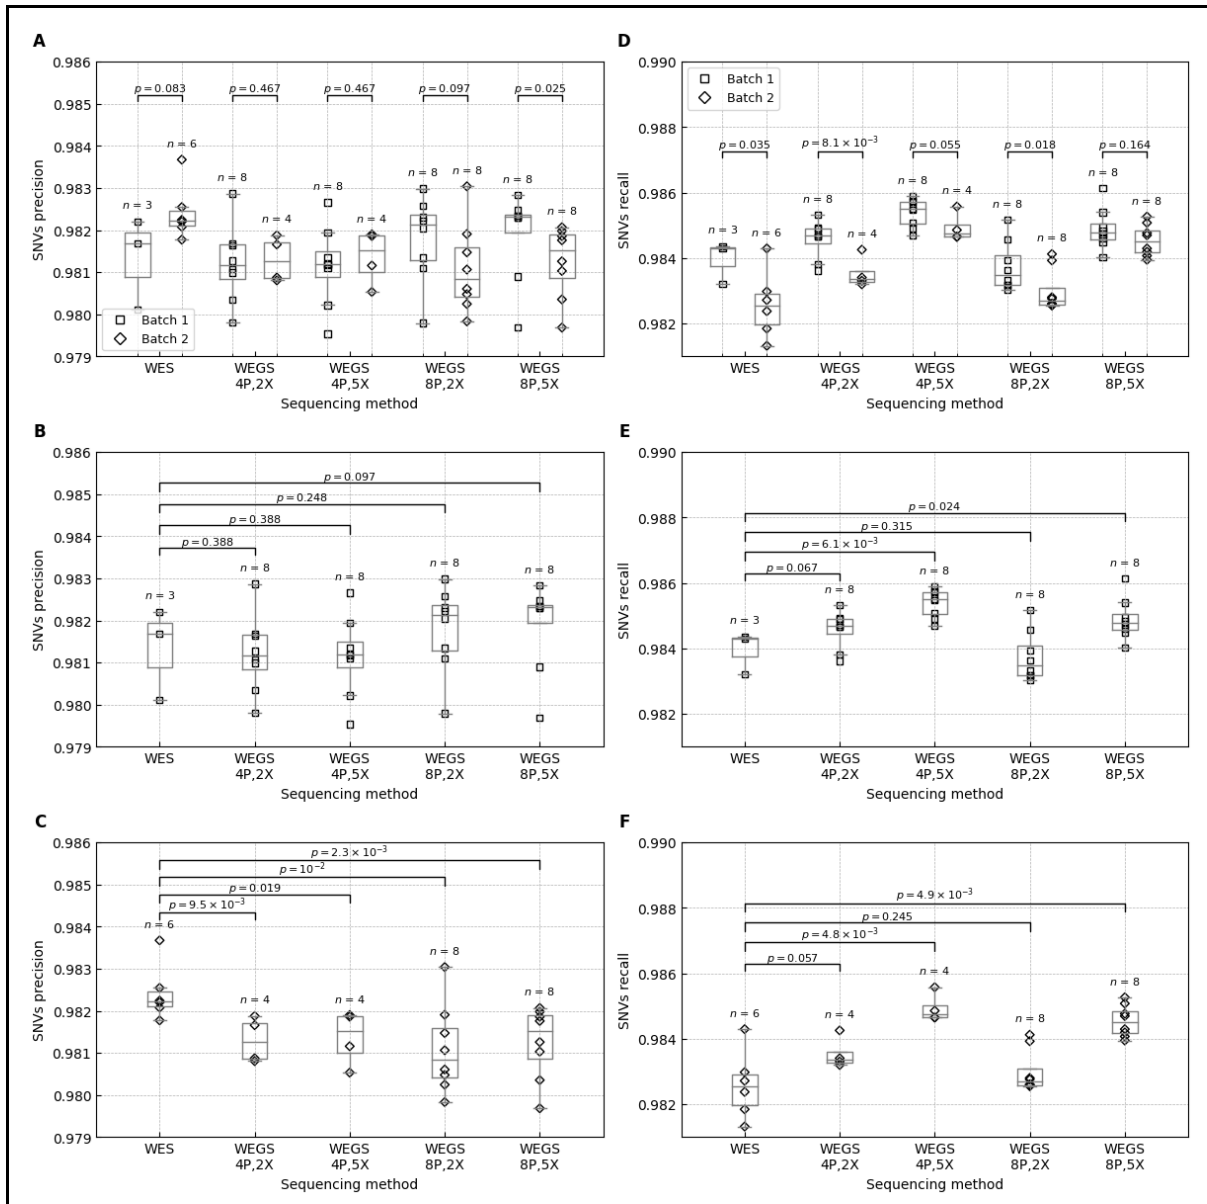 A
0.986
0.985
0.984
0.983
0.982
0.981
0.980
0.979
SNVs precision
p = 0.083
p = 0.467
p = 0.467
p = 0.097
p = 0.025
n = 3
n = 6
n = 8
n = 4
n = 8
n = 4
n = 8
n = 8
n = 8
n = 8
Batch 1
Batch 2
WES
WEGS
4P,2X
WEGS
4P,5X
WEGS
8P,2X
WEGS
8P,5X
Sequencing method
D
0.990
0.988
0.986
0.984
0.982
SNVs recall
Batch 1
Batch 2
p = 0.035
p = 8.1 × 10⁻³
p = 0.055
p = 0.018
p = 0.164
n = 3
n = 6
n = 8
n = 4
n = 8
n = 4
n = 8
n = 8
n = 8
n = 8
WES
WEGS
4P,2X
WEGS
4P,5X
WEGS
8P,2X
WEGS
8P,5X
Sequencing method
B
0.986
0.985
0.984
0.983
0.982
0.981
0.980
0.979
SNVs precision
p = 0.097
p = 0.248
p = 0.388
p = 0.388
n = 3
n = 8
n = 8
n = 8
n = 8
WES
WEGS
4P,2X
WEGS
4P,5X
WEGS
8P,2X
WEGS
8P,5X
Sequencing method
E
0.990
0.988
0.986
0.984
0.982
SNVs recall
p = 0.024
p = 0.315
p = 6.1 × 10⁻³
p = 0.067
n = 3
n = 8
n = 8
n = 8
n = 8
WES
WEGS
4P,2X
WEGS
4P,5X
WEGS
8P,2X
WEGS
8P,5X
Sequencing method
C
0.986
0.985
0.984
0.983
0.982
0.981
0.980
0.979
SNVs precision
p = 2.3 × 10⁻³
p = 10⁻²
p = 0.019
p = 9.5 × 10⁻³
n = 6
n = 4
n = 4
n = 8
n = 8
WES
WEGS
4P,2X
WEGS
4P,5X
WEGS
8P,2X
WEGS
8P,5X
Sequencing method
F
0.990
0.988
0.986
0.984
0.982
SNVs recall
p = 4.9 × 10⁻³
p = 0.245
p = 4.8 × 10⁻³
p = 0.057
n = 6
n = 4
n = 4
n = 8
n = 8
WES
WEGS
4P,2X
WEGS
4P,5X
WEGS
8P,2X
WEGS
8P,5X
Sequencing method